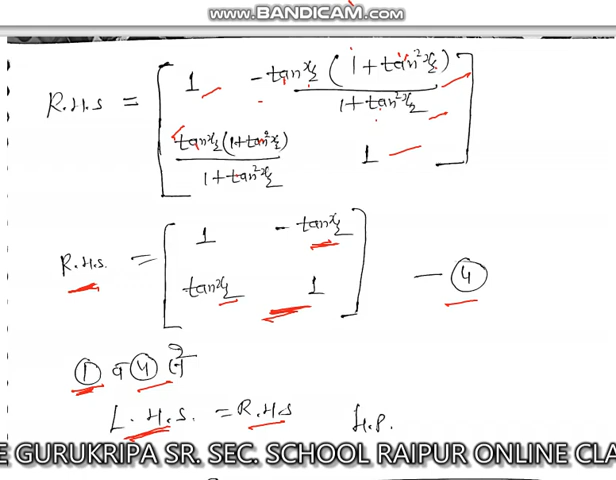 www.BANDICAM.com
R.H.S = [ 1   -tan x/2 (1 + tan² x/2) / 1 + tan² x/2
tan x/2 (1 + tan² x/2) / 1 + tan² x/2   1 ]
R.H.S. = [ 1   - tan x/2
tan x/2   1 ] — ④
① व ④ से
L.H.S. = R.H.S   H.P.
E GURUKRIPA SR. SEC. SCHOOL RAIPUR ONLINE CLA